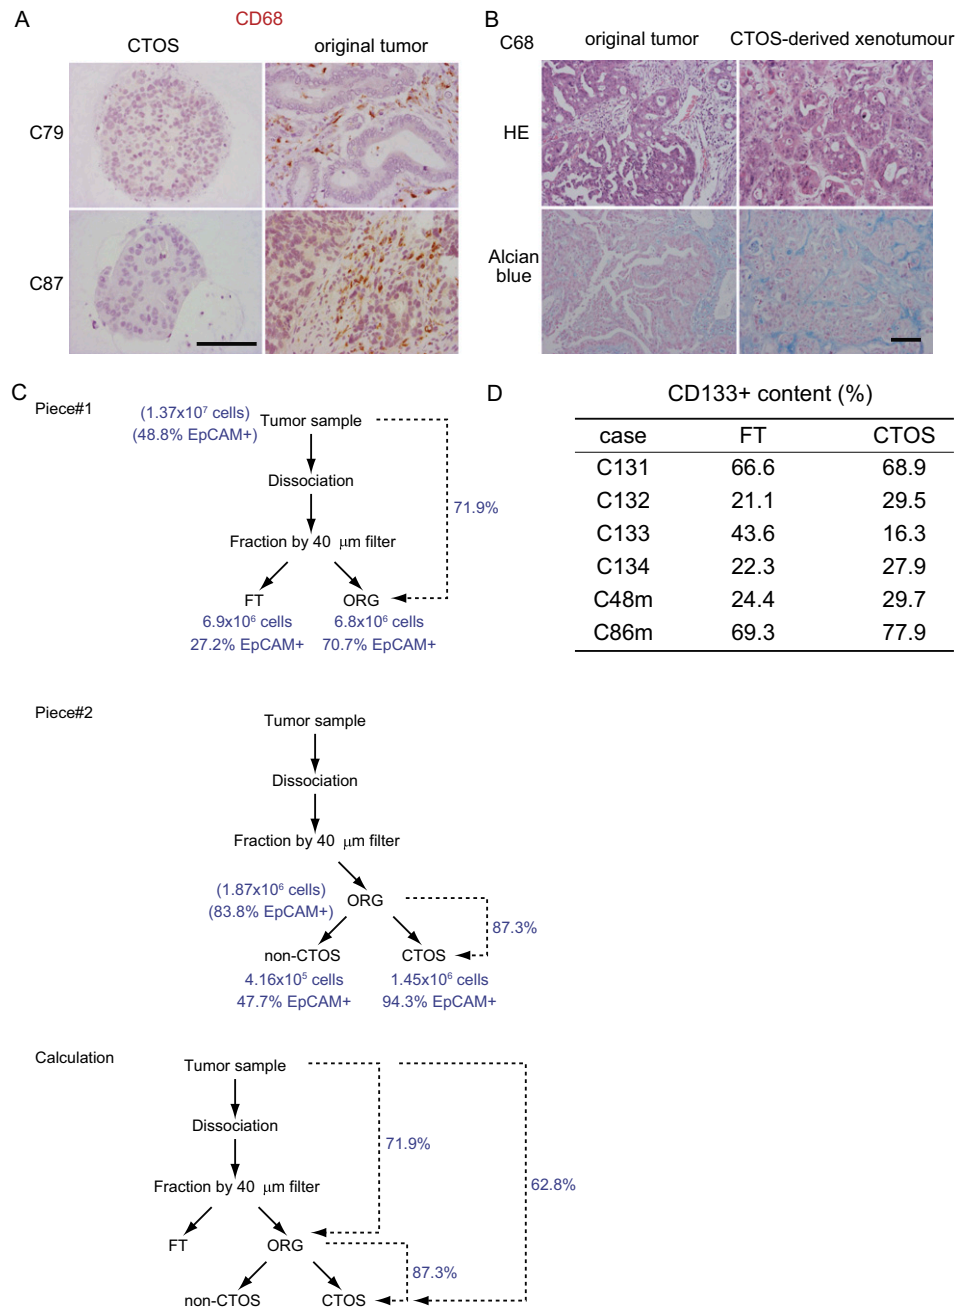 A
CD68
CTOS
original tumor
C79
C87
B
C68
original tumor
CTOS-derived xenotumour
HE
Alcian
blue
C
Piece#1
(1.37x10⁷ cells)
(48.8% EpCAM+)
Tumor sample
Dissociation
71.9%
Fraction by 40 μm filter
FT
ORG
6.9x10⁶ cells
6.8x10⁶ cells
27.2% EpCAM+
70.7% EpCAM+
Piece#2
Tumor sample
Dissociation
Fraction by 40 μm filter
(1.87x10⁶ cells)
(83.8% EpCAM+)
ORG
87.3%
non-CTOS
CTOS
4.16x10⁵ cells
1.45x10⁶ cells
47.7% EpCAM+
94.3% EpCAM+
Calculation
Tumor sample
Dissociation
71.9%
Fraction by 40 μm filter
62.8%
FT
ORG
87.3%
non-CTOS
CTOS
D
CD133+ content (%)
case FT CTOS
C131 66.6 68.9
C132 21.1 29.5
C133 43.6 16.3
C134 22.3 27.9
C48m 24.4 29.7
C86m 69.3 77.9